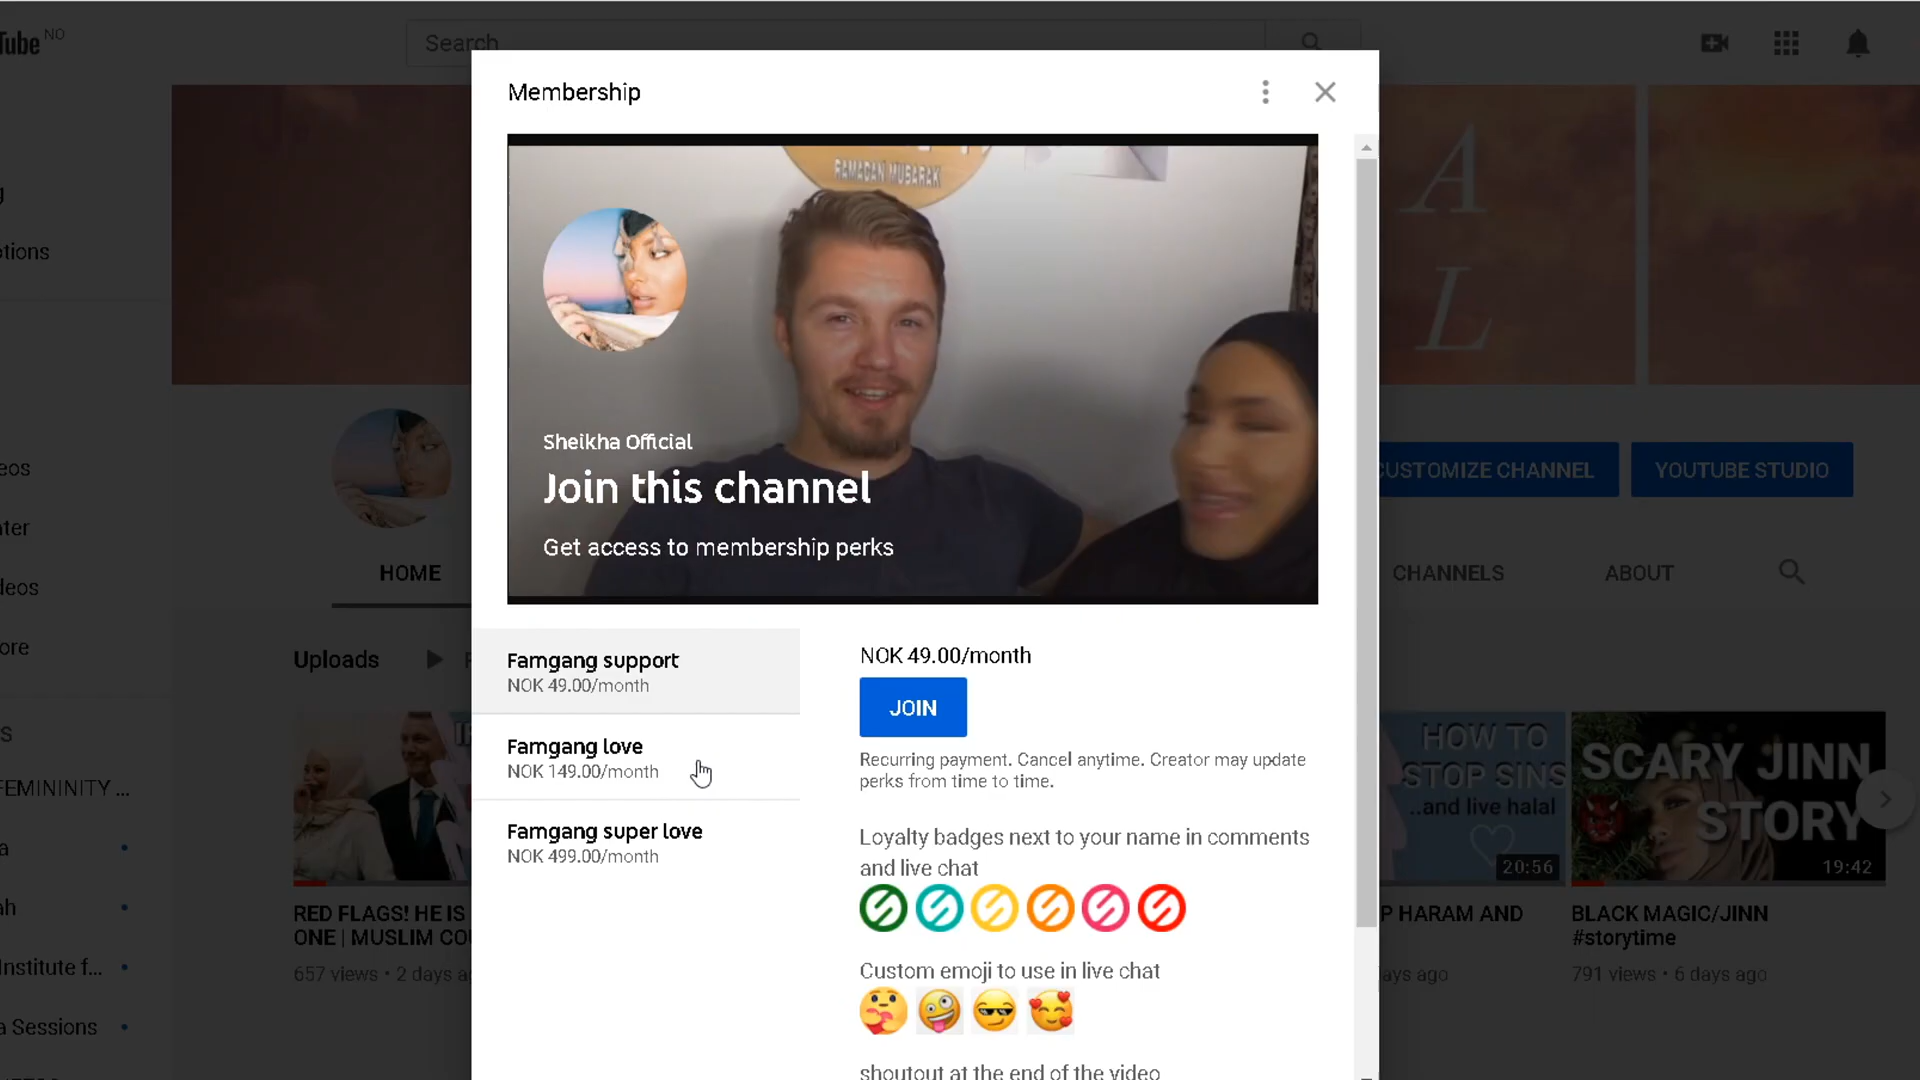 Tube NO
Search
Membership
RAMADAN MUBARAK
A
L
otions
Sheikha Official
Join this channel
Get access to membership perks
CUSTOMIZE CHANNEL
YOUTUBE STUDIO
eos
ter
deos
ore
S
HOME
CHANNELS
ABOUT
Uploads
Famgang support
NOK 49.00/month
Famgang love
NOK 149.00/month
Famgang super love
NOK 499.00/month
NOK 49.00/month
JOIN
Recurring payment. Cancel anytime. Creator may update
perks from time to time.
Loyalty badges next to your name in comments
and live chat
Custom emoji to use in live chat
shoutout at the end of the video
FEMININITY ...
a
ah
Institute f...
a Sessions
RED FLAGS! HE IS
ONE | MUSLIM COU
657 views • 2 days a
HOW TO
STOP SINS
..and live halal
20:56
P HARAM AND
days ago
SCARY JINN
STORY
19:42
BLACK MAGIC/JINN
#storytime
791 views • 6 days ago